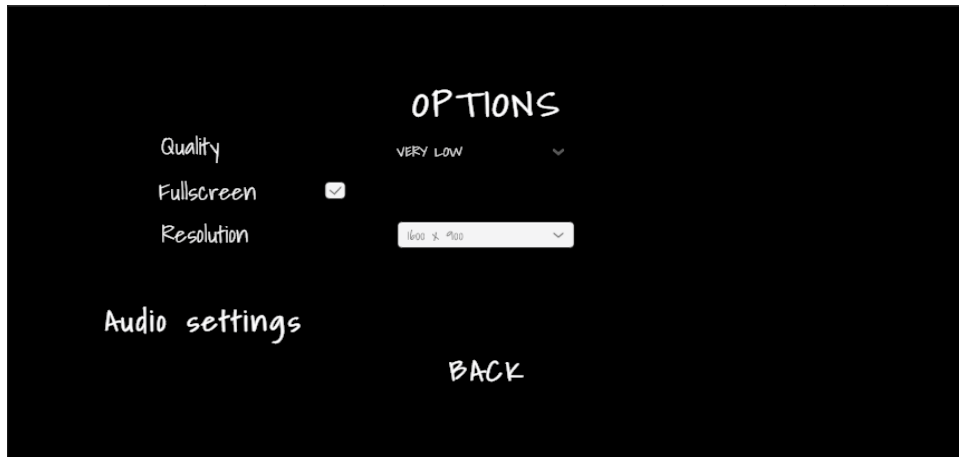 OPTIONS
Quality VERY LOW
Fullscreen
Resolution 1600 x 900
Audio settings
BACK